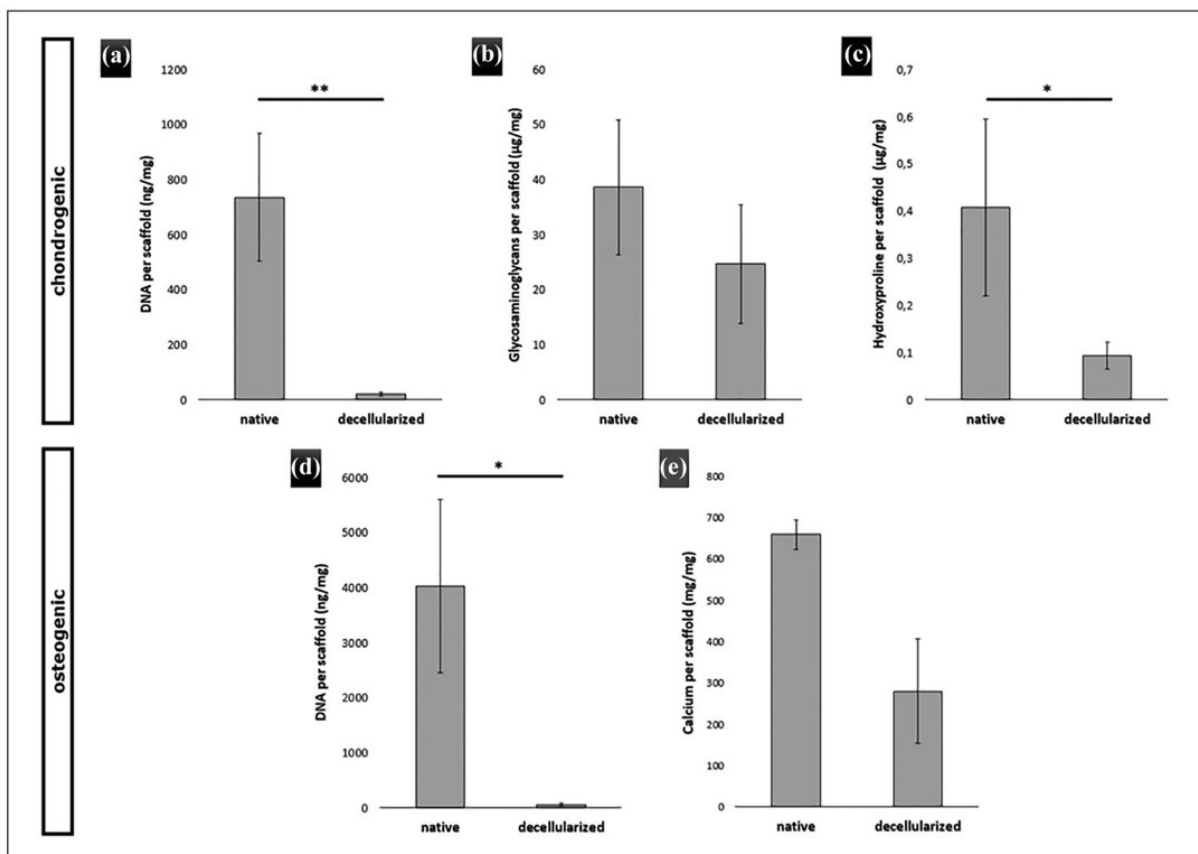 chondrogenic
(a)
DNA per scaffold (ng/mg)
1200
1000
800
600
400
200
0
**
native decellularized
(b)
Glycosaminoglycans per scaffold (µg/mg)
60
50
40
30
20
10
0
native decellularized
(c)
Hydroxyproline per scaffold (µg/mg)
0,7
0,6
0,5
0,4
0,3
0,2
0,1
0
*
native decellularized
osteogenic
(d)
DNA per scaffold (ng/mg)
6000
5000
4000
3000
2000
1000
0
*
native decellularized
(e)
Calcium per scaffold (mg/mg)
800
700
600
500
400
300
200
100
0
native decellularized